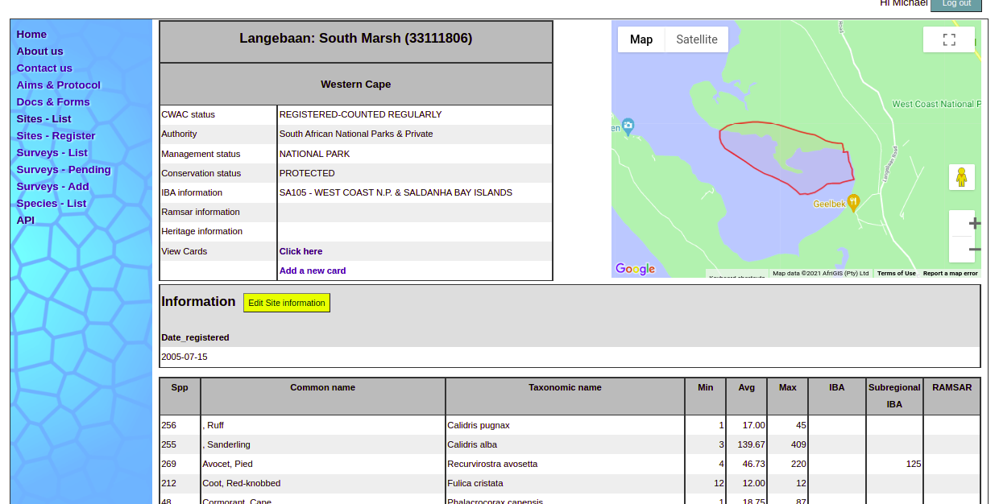 Hi Michael Log out
Home
About us
Contact us
Aims & Protocol
Docs & Forms
Sites - List
Sites - Register
Surveys - List
Surveys - Pending
Surveys - Add
Species - List
API
Langebaan: South Marsh (33111806)
Western Cape
CWAC status REGISTERED-COUNTED REGULARLY
Authority South African National Parks & Private
Management status NATIONAL PARK
Conservation status PROTECTED
IBA information SA105 - WEST COAST N.P. & SALDANHA BAY ISLANDS
Ramsar information
Heritage information
View Cards Click here
Add a new card
Map Satellite
Road
West Coast National P
en
Langebaan Road
Geelbek
Google
Keyboard shortcuts Map data ©2021 AfriGIS (Pty) Ltd Terms of Use Report a map error
Information Edit Site information
Date_registered
2005-07-15
Spp Common name Taxonomic name Min Avg Max IBA Subregional IBA RAMSAR
256 , Ruff Calidris pugnax 1 17.00 45
255 , Sanderling Calidris alba 3 139.67 409
269 Avocet, Pied Recurvirostra avosetta 4 46.73 220 125
212 Coot, Red-knobbed Fulica cristata 12 12.00 12
48 Cormorant, Cape Phalacrocorax capensis 1 18.75 87